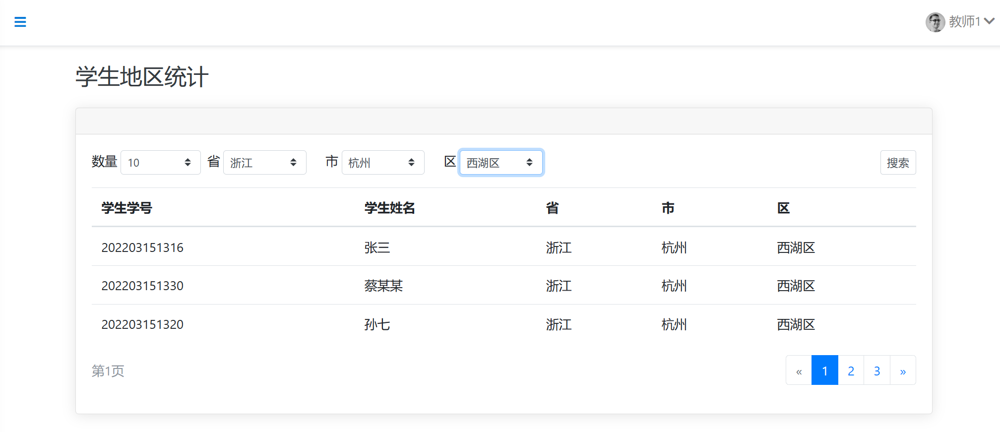 教师1
学生地区统计
数量 10 省 浙江 市 杭州 区 西湖区 搜索
学生学号 学生姓名 省 市 区
202203151316 张三 浙江 杭州 西湖区
202203151330 蔡某某 浙江 杭州 西湖区
202203151320 孙七 浙江 杭州 西湖区
第1页 « 1 2 3 »